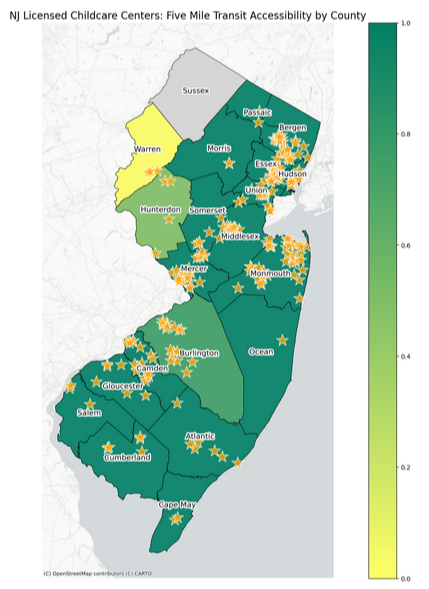 NJ Licensed Childcare Centers: Five Mile Transit Accessibility by County
1.0
Sussex
Passaic
Bergen
0.8
Warren
Morris
Essex
Hudson
Union
Hunterdon
Somerset
0.6
Middlesex
Mercer
Monmouth
0.4
Burlington
Ocean
Camden
Gloucester
Salem
0.2
Atlantic
Cumberland
Cape May
0.0
(C) OpenStreetMap contributors (C) CARTO